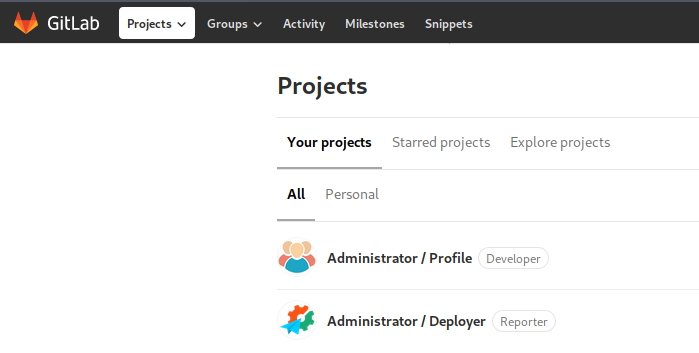 GitLab Projects Groups Activity Milestones Snippets
Projects
Your projects Starred projects Explore projects
All Personal
Administrator / Profile Developer
Administrator / Deployer Reporter